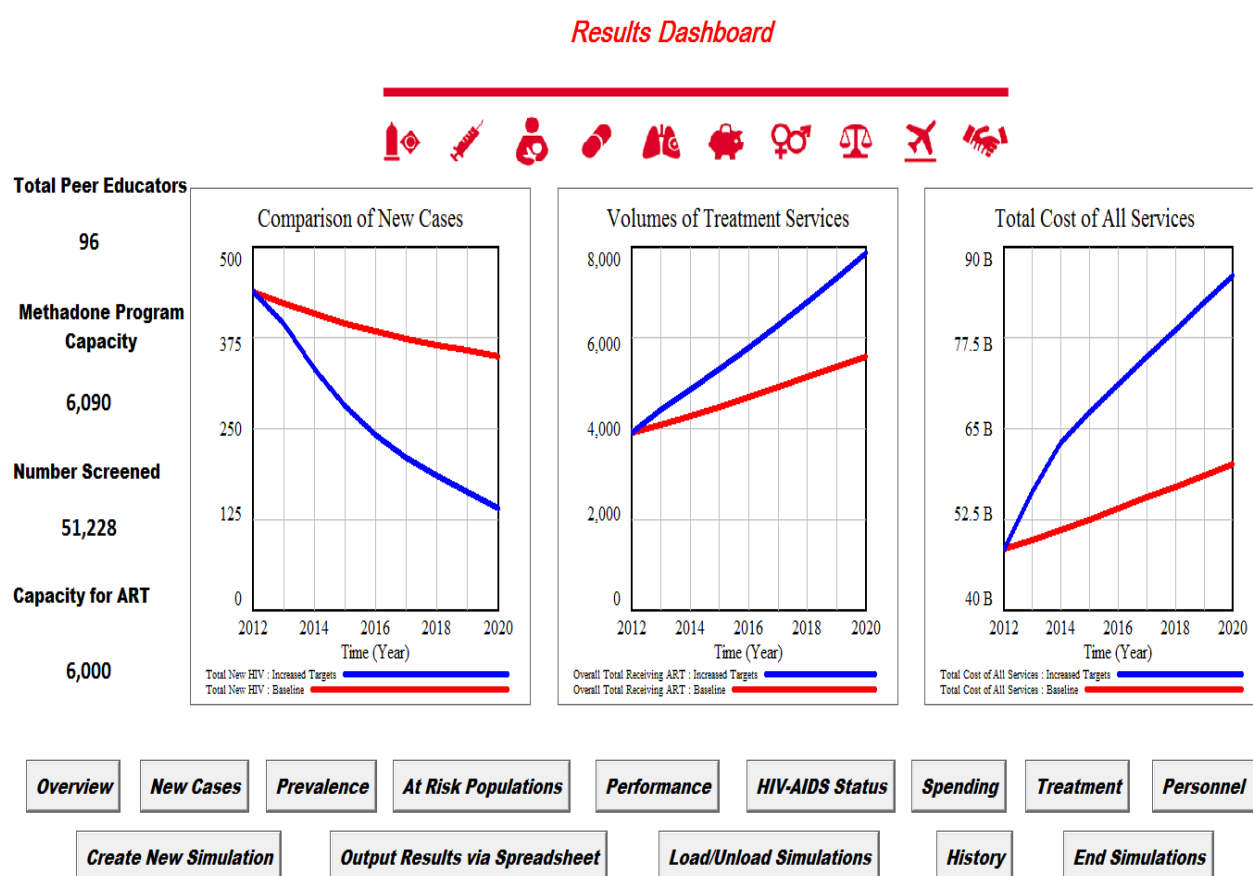 Results Dashboard
Total Peer Educators
96
Methadone Program
Capacity
6,090
Number Screened
51,228
Capacity for ART
6,000
Comparison of New Cases
500
375
250
125
0
2012 2014 2016 2018 2020
Time (Year)
Total New HIV : Increased Targets
Total New HIV : Baseline
Volumes of Treatment Services
8,000
6,000
4,000
2,000
0
2012 2014 2016 2018 2020
Time (Year)
Overall Total Receiving ART : Increased Targets
Overall Total Receiving ART : Baseline
Total Cost of All Services
90 B
77.5 B
65 B
52.5 B
40 B
2012 2014 2016 2018 2020
Time (Year)
Total Cost of All Services : Increased Targets
Total Cost of All Services : Baseline
Overview New Cases Prevalence At Risk Populations Performance HIV-AIDS Status Spending Treatment Personnel
Create New Simulation Output Results via Spreadsheet Load/Unload Simulations History End Simulations